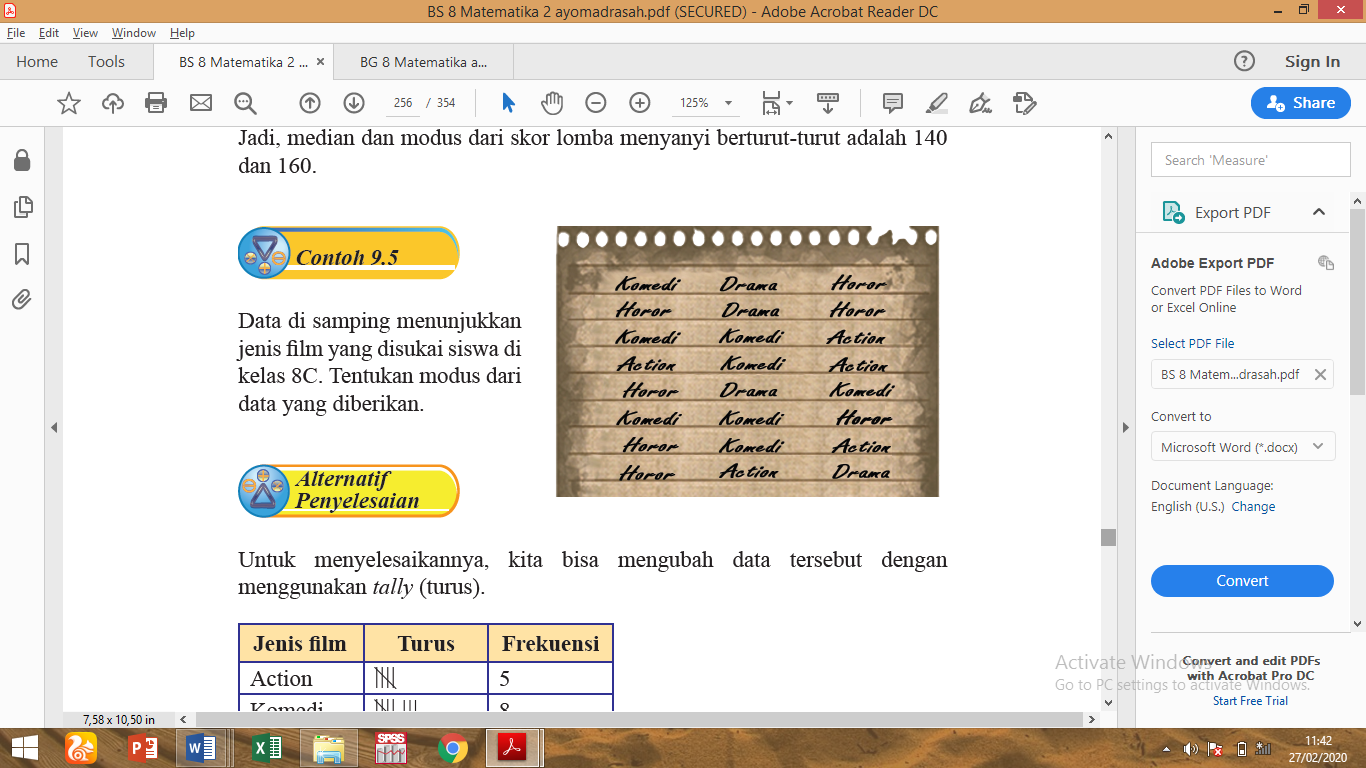 BS 8 Matematika 2 ayomadrasah.pdf (SECURED) - Adobe Acrobat Reader DC
File Edit View Window Help
Home Tools BS 8 Matematika 2 ... × BG 8 Matematika a... Sign In
256 / 354 125% Share
Jadi, median dan modus dari skor lomba menyanyi berturut-turut adalah 140
dan 160.
Contoh 9.5
Data di samping menunjukkan
jenis film yang disukai siswa di
kelas 8C. Tentukan modus dari
data yang diberikan.
Komedi Drama Horor
Horor Drama Horor
Komedi Komedi Action
Action Komedi Action
Horor Drama Komedi
Komedi Komedi Horor
Horor Komedi Action
Horor Action Drama
Alternatif
Penyelesaian
Untuk menyelesaikannya, kita bisa mengubah data tersebut dengan
menggunakan tally (turus).
Jenis film Turus Frekuensi
Action 5
Komedi 8
7,58 x 10,50 in
Search 'Measure'
Export PDF
Adobe Export PDF
Convert PDF Files to Word
or Excel Online
Select PDF File
BS 8 Matem...drasah.pdf
Convert to
Microsoft Word (*.docx)
Document Language:
English (U.S.) Change
Convert
Convert and edit PDFs
with Acrobat Pro DC
Start Free Trial
Activate Windows
Go to PC settings to activate Windows.
SPSS
11:42
27/02/2020